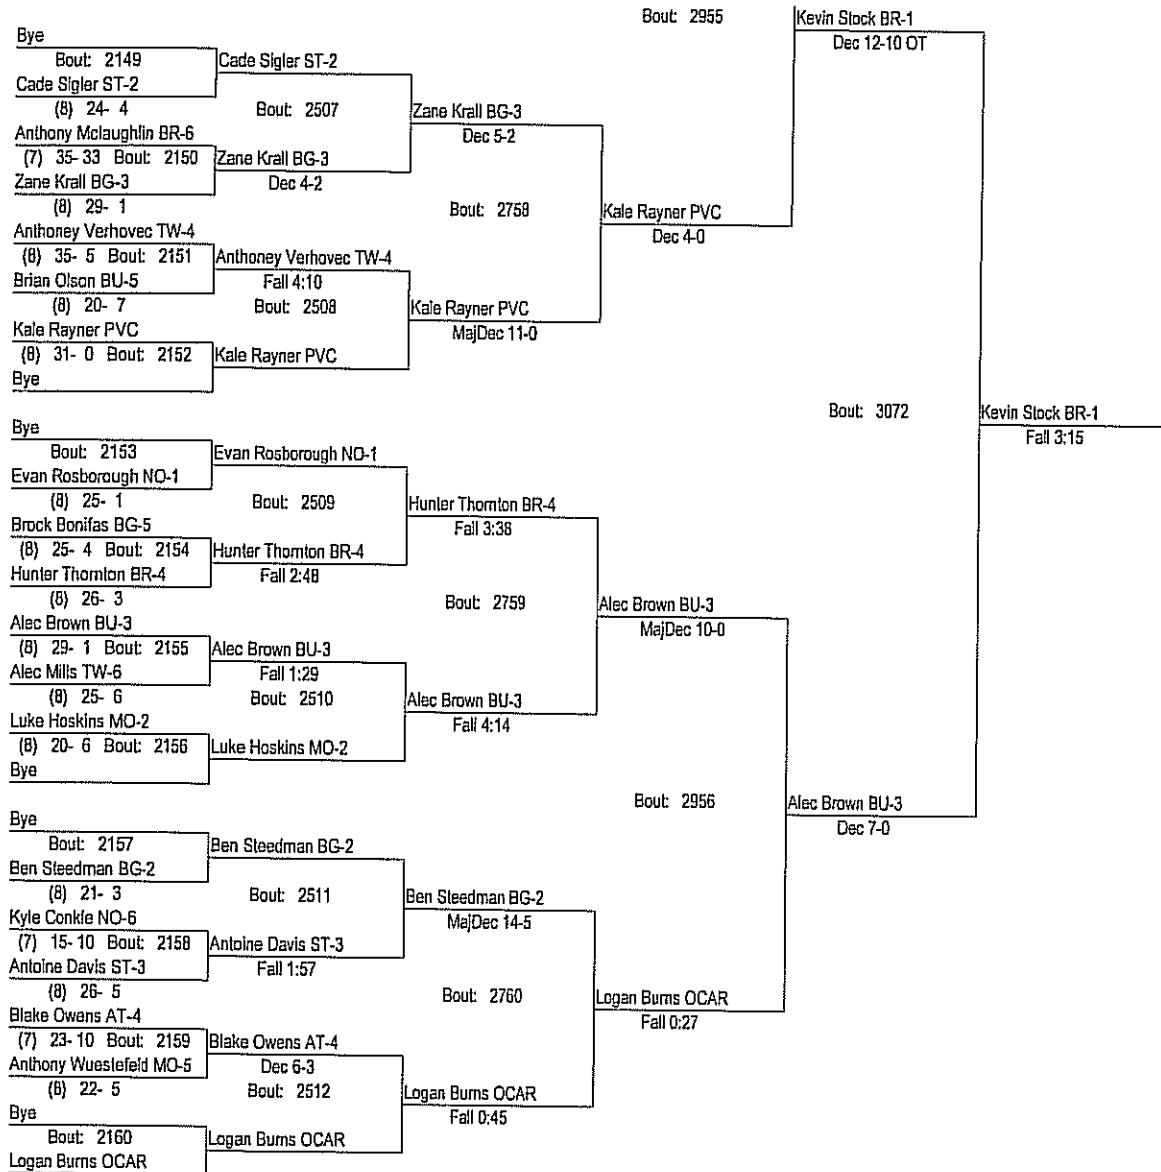 Bout: 2955
Kevin Stock BR-1
Dec 12-10 OT
Bye
Bout: 2149
Cade Sigler ST-2
Cade Sigler ST-2
(8) 24- 4
Bout: 2507
Zane Krall BG-3
Dec 5-2
Anthony Mclaughlin BR-6
(7) 35- 33 Bout: 2150
Zane Krall BG-3
Zane Krall BG-3
Dec 4-2
(8) 29- 1
Bout: 2758
Kale Rayner PVC
Dec 4-0
Anthoney Verhovec TW-4
(8) 35- 5 Bout: 2151
Anthoney Verhovec TW-4
Brian Olson BU-5
Fall 4:10
(8) 20- 7
Bout: 2508
Kale Rayner PVC
MajDec 11-0
Kale Rayner PVC
(8) 31- 0 Bout: 2152
Kale Rayner PVC
Bye
Bout: 3072
Kevin Stock BR-1
Fall 3:15
Bye
Bout: 2153
Evan Rosborough NO-1
Evan Rosborough NO-1
(8) 25- 1
Bout: 2509
Hunter Thornton BR-4
Fall 3:38
Brock Bonifas BG-5
(8) 25- 4 Bout: 2154
Hunter Thornton BR-4
Hunter Thornton BR-4
Fall 2:48
(8) 26- 3
Bout: 2759
Alec Brown BU-3
MajDec 10-0
Alec Brown BU-3
(8) 29- 1 Bout: 2155
Alec Brown BU-3
Alec Mills TW-6
Fall 1:29
(8) 25- 6
Bout: 2510
Alec Brown BU-3
Fall 4:14
Luke Hoskins MO-2
(8) 20- 6 Bout: 2156
Luke Hoskins MO-2
Bye
Bout: 2956
Alec Brown BU-3
Dec 7-0
Bye
Bout: 2157
Ben Steedman BG-2
Ben Steedman BG-2
(8) 21- 3
Bout: 2511
Ben Steedman BG-2
MajDec 14-5
Kyle Conkle NO-6
(7) 15- 10 Bout: 2158
Antoine Davis ST-3
Antoine Davis ST-3
Fall 1:57
(8) 26- 5
Bout: 2760
Logan Burns OCAR
Fall 0:27
Blake Owens AT-4
(7) 23- 10 Bout: 2159
Blake Owens AT-4
Anthony Wuestefeld MO-5
Dec 6-3
(8) 22- 5
Bout: 2512
Logan Burns OCAR
Fall 0:45
Bye
Bout: 2160
Logan Burns OCAR
Logan Burns OCAR